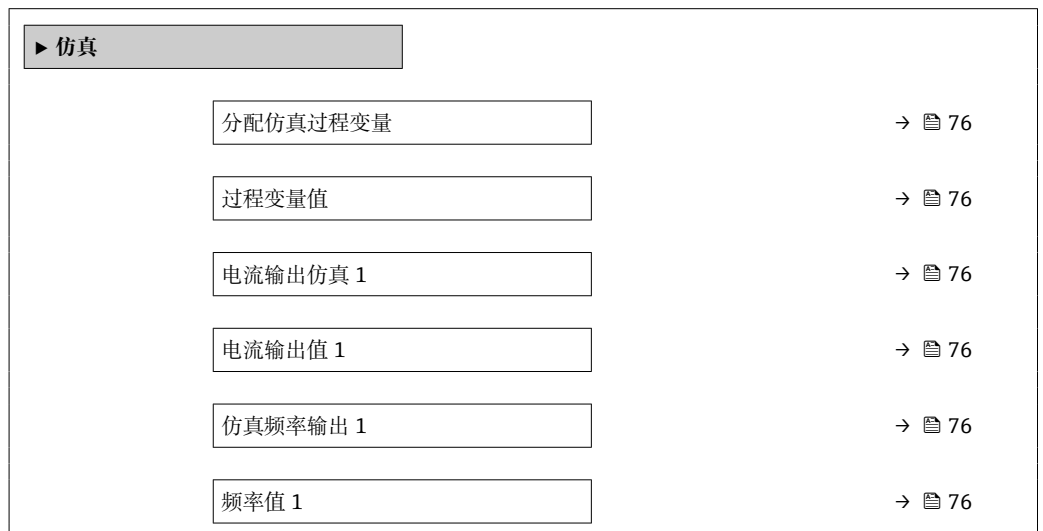 ▶ 仿真
分配仿真过程变量 → 76
过程变量值 → 76
电流输出仿真 1 → 76
电流输出值 1 → 76
仿真频率输出 1 → 76
频率值 1 → 76